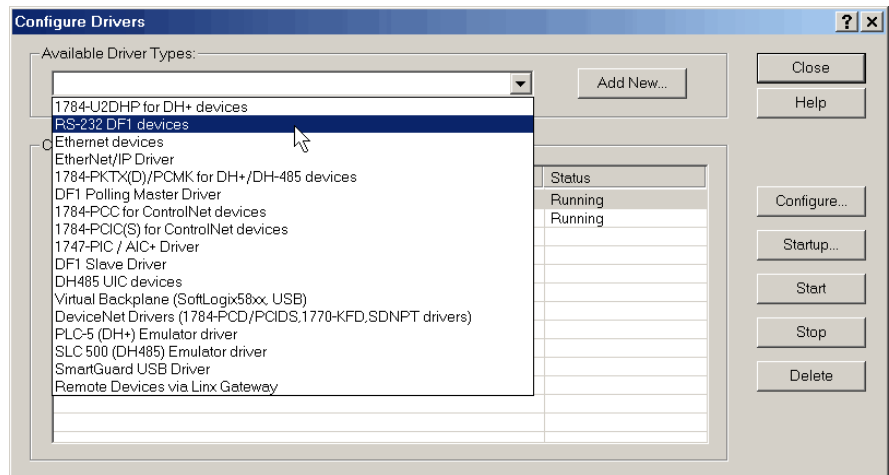 Configure Drivers
Available Driver Types:
Add New...
Close
Help
1784-U2DHP for DH+ devices
RS-232 DF1 devices
Ethernet devices
EtherNet/IP Driver
1784-PKTX(D)/PCMK for DH+/DH-485 devices
DF1 Polling Master Driver
1784-PCC for ControlNet devices
1784-PCIC(S) for ControlNet devices
1747-PIC / AIC+ Driver
DF1 Slave Driver
DH485 UIC devices
Virtual Backplane (SoftLogix58xx, USB)
DeviceNet Drivers (1784-PCD/PCIDS,1770-KFD,SDNPT drivers)
PLC-5 (DH+) Emulator driver
SLC 500 (DH485) Emulator driver
SmartGuard USB Driver
Remote Devices via Linx Gateway
Status
Running
Running
Configure...
Startup...
Start
Stop
Delete